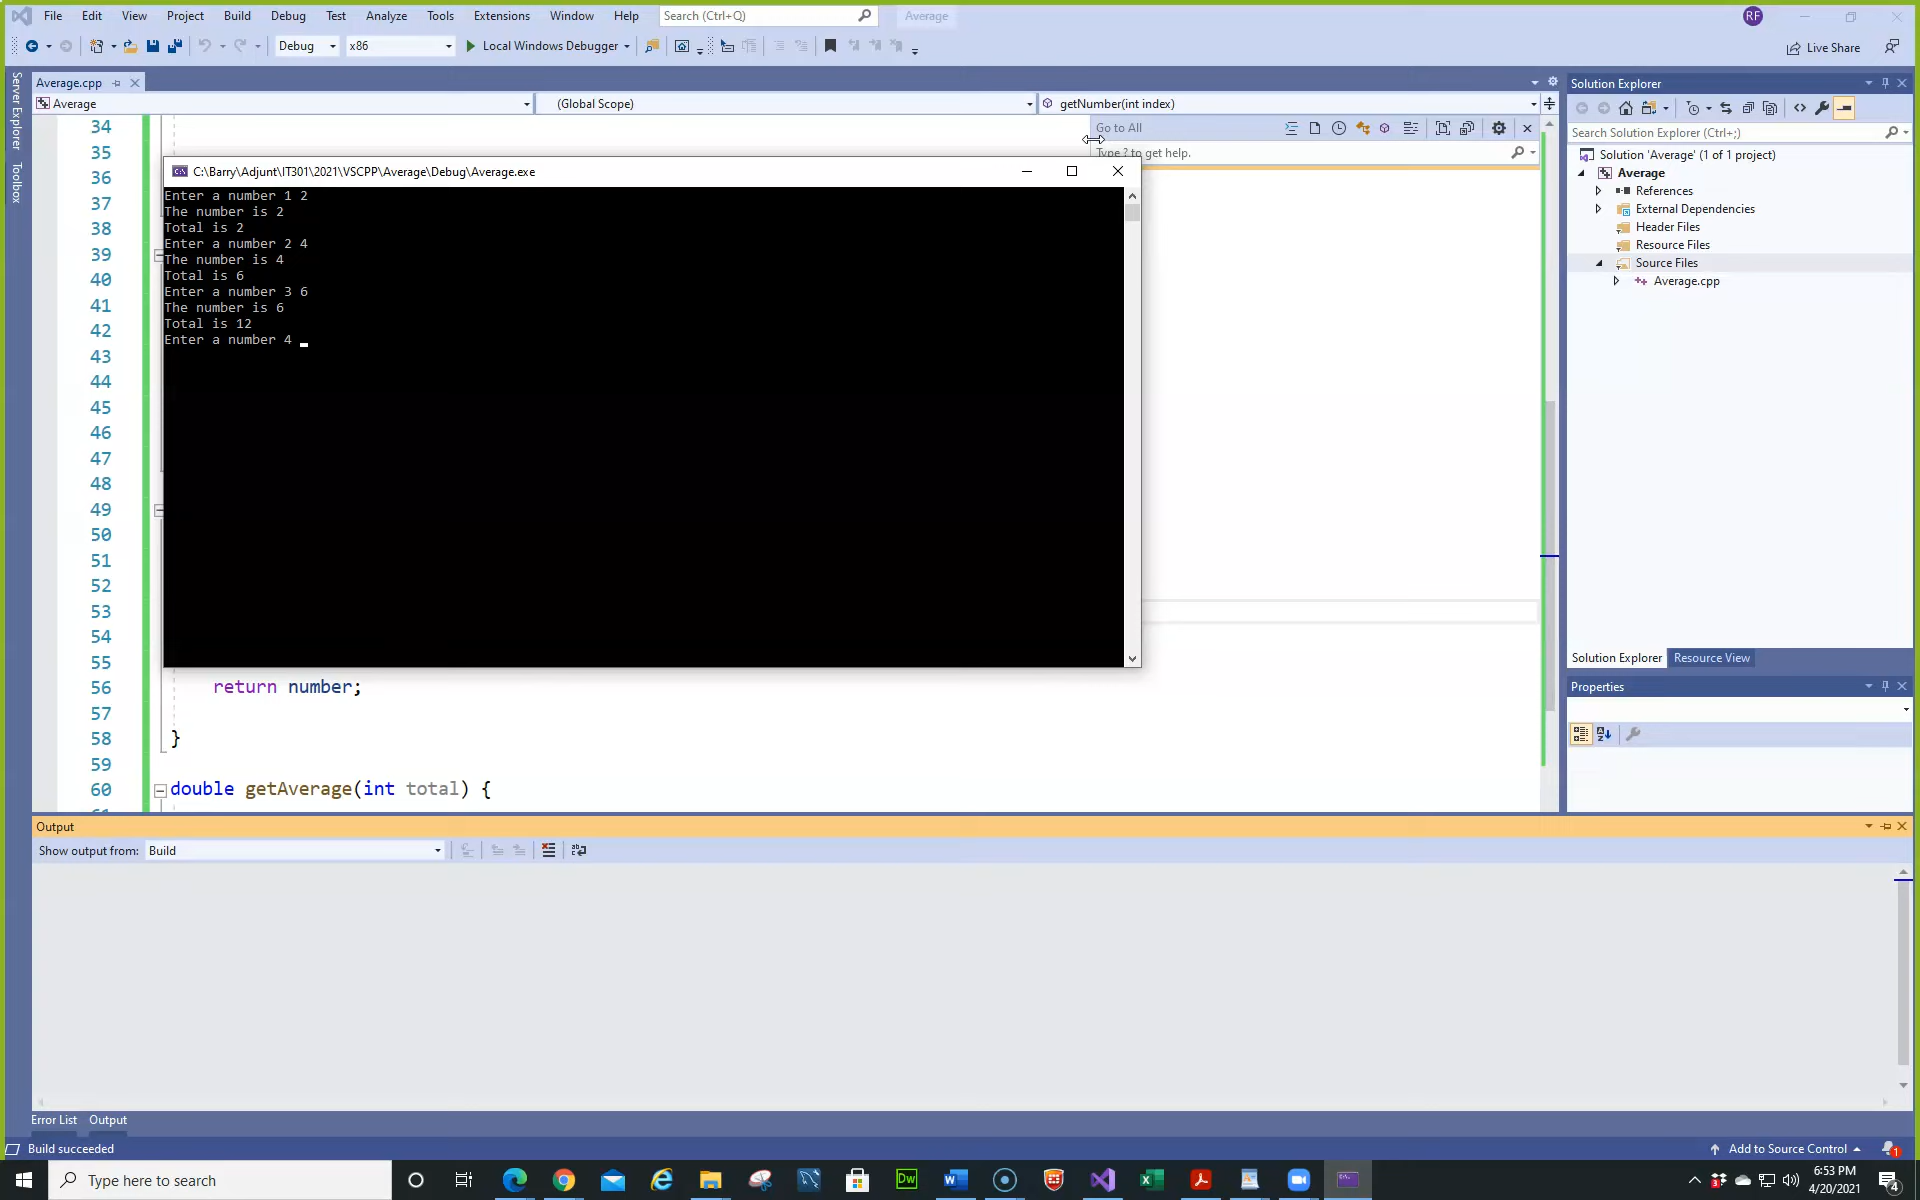 File Edit View Project Build Debug Test Analyze Tools Extensions Window Help Search (Ctrl+Q) Average RF
Debug x86 Local Windows Debugger Live Share
Server Explorer
Toolbox
Average.cpp
Average (Global Scope) getNumber(int index)
Go to All
Type ? to get help.
C:\Barry\Adjunt\IT301\2021\VSCPP\Average\Debug\Average.exe
Enter a number 1 2
The number is 2
Total is 2
Enter a number 2 4
The number is 4
Total is 6
Enter a number 3 6
The number is 6
Total is 12
Enter a number 4
34
35
36
37
38
39
40
41
42
43
44
45
46
47
48
49
50
51
52
53
54
55
56 return number;
57
58 }
59
60 double getAverage(int total) {
Solution Explorer
Search Solution Explorer (Ctrl+;)
Solution 'Average' (1 of 1 project)
Average
References
External Dependencies
Header Files
Resource Files
Source Files
Average.cpp
Solution Explorer Resource View
Properties
Output
Show output from: Build
Error List Output
Build succeeded Add to Source Control 1
Type here to search
6:53 PM
4/20/2021
4